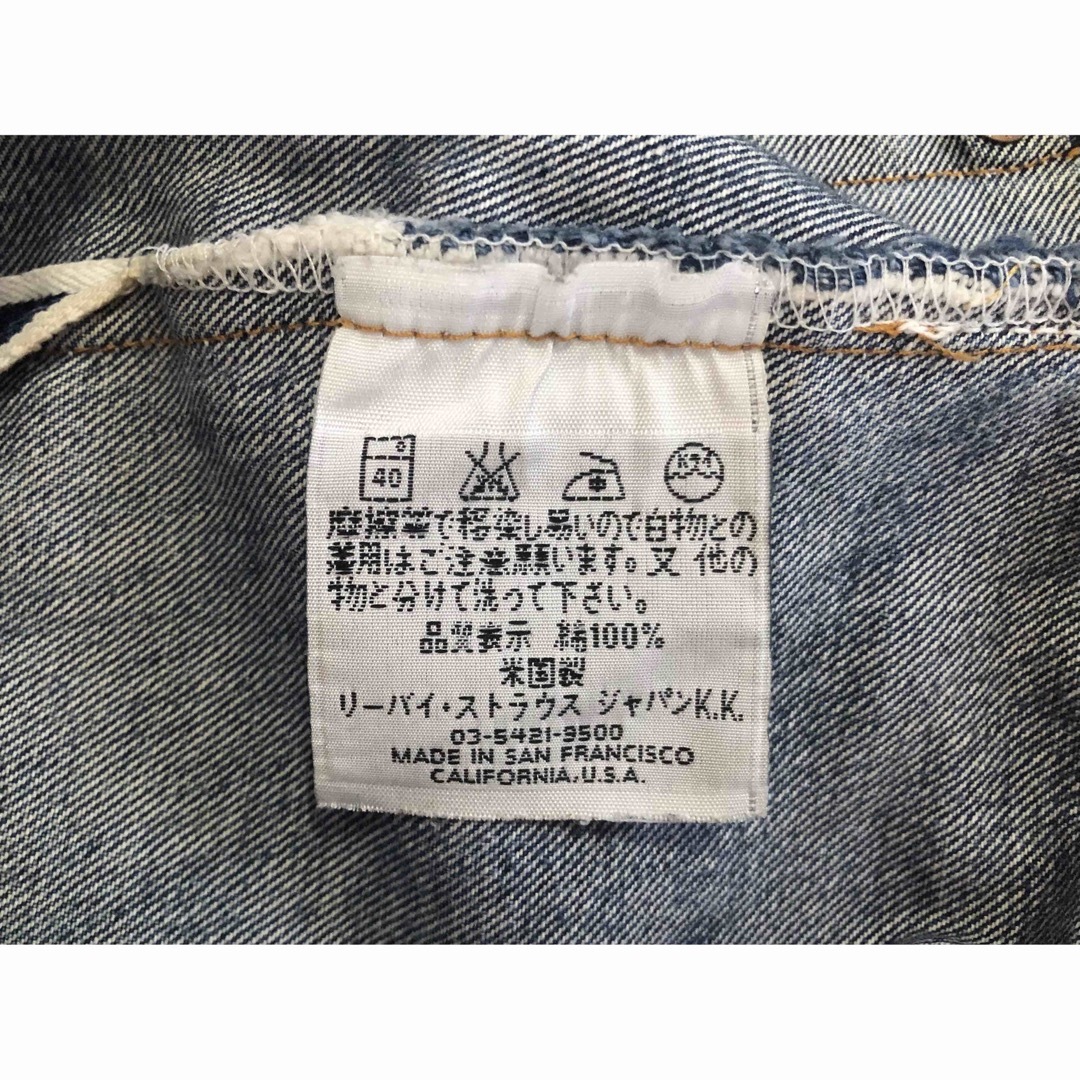 40
摩擦等で移染し易いので白物との
着用はご注意願います。又 他の
物と分けて洗って下さい。
品質表示 綿100%
米国製
リーバイ・ストラウス ジャパンK.K.
03-5421-3500
MADE IN SAN FRANCISCO
CALIFORNIA, U.S.A.